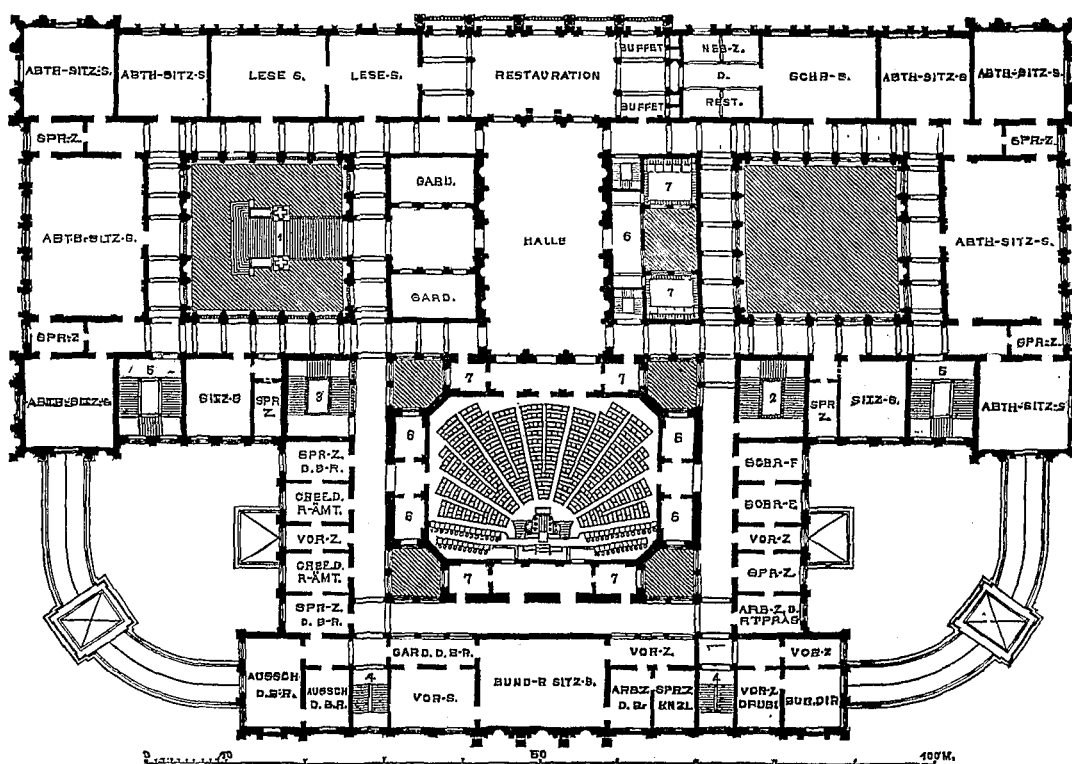 ABTH-SITZ-S.
ABTH-SITZ-S
LESE S.
LESE-S.
RESTAURATION
BUFFET
BUFFET
NEB-Z.
D.
REST.
SCHR-S.
ABTH-SITZ-S
ABTH-SITZ-S.
SPR-Z.
SPR-Z.
ABTH-SITZ-S.
1
GARD.
GARD.
HALLE
7
6
7
ABTH-SITZ-S.
SPR-Z
SPR-Z.
ABTH-SITZ-S
5
SITZ-S
SPR
Z.
3
7
7
2
SPR
Z.
SITZ-S.
5
ABTH-SITZ-S
6
6
6
6
SPR-Z.
D.B-R.
CHEF D.
R-ÄMT.
VOR-Z
CHEF D.
R-ÄMT.
SPR-Z.
D.B-R.
SCHR-F
SCHR-F.
VOR-Z
SPR-Z.
ARB-Z. D.
RT PRÄS
7
7
GARD. D. B-R.
VOR-Z.
VOR-Z
AUSSCH
D.B-R.
AUSSCH
D.B.R.
4
VOR-S.
BUND-R SITZ-S.
ARB.Z.
D.B.
SPR.Z
KNZL
4
VOR-Z
BUR.DIR
0
10
50
100M.